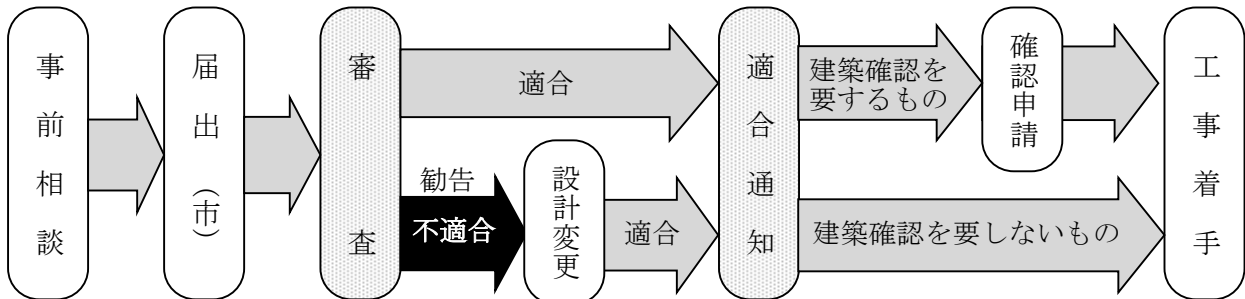 事前相談
届出（市）
審査
適合
勧告
不適合
設計変更
適合
適合通知
建築確認を
要するもの
確認申請
建築確認を要しないもの
工事着手